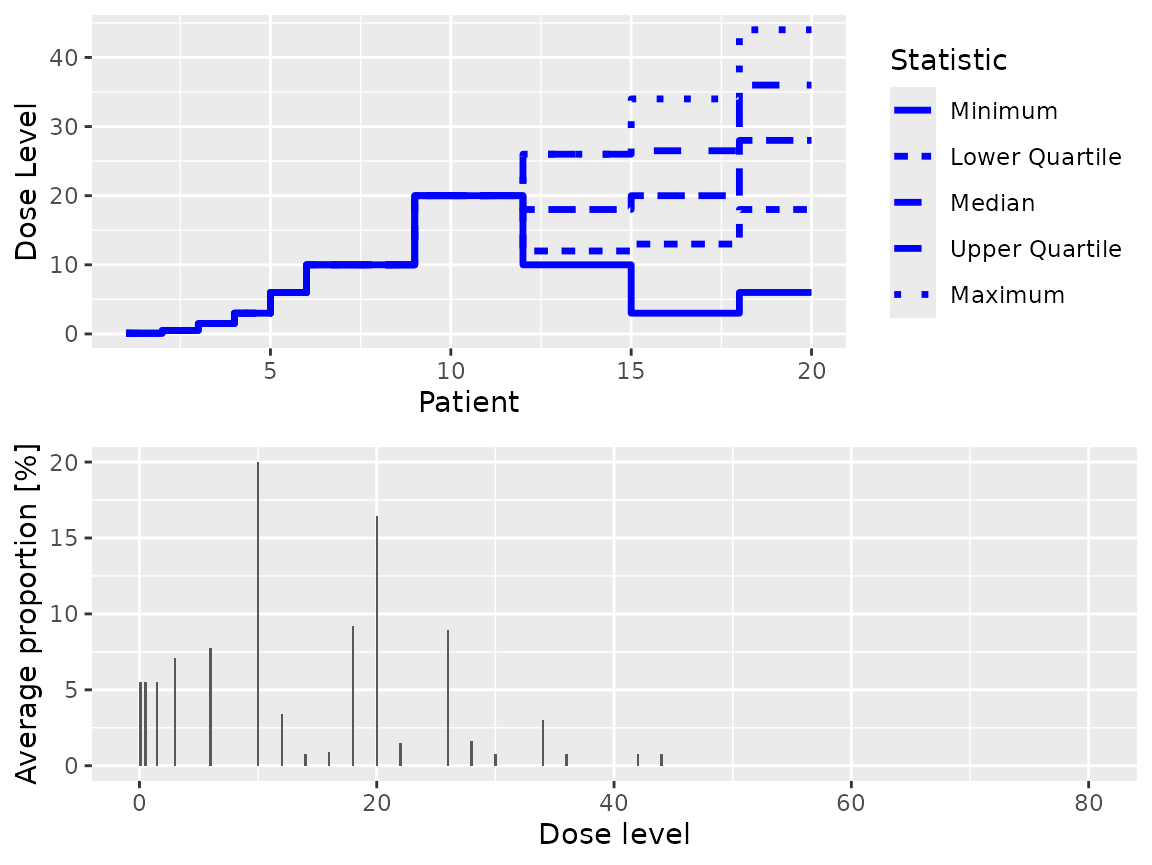 Dose Level
40
30
20
10
0
5
10
15
20
Patient
Statistic
Minimum
Lower Quartile
Median
Upper Quartile
Maximum
Average proportion [%]
20
15
10
5
0
0
20
40
60
80
Dose level